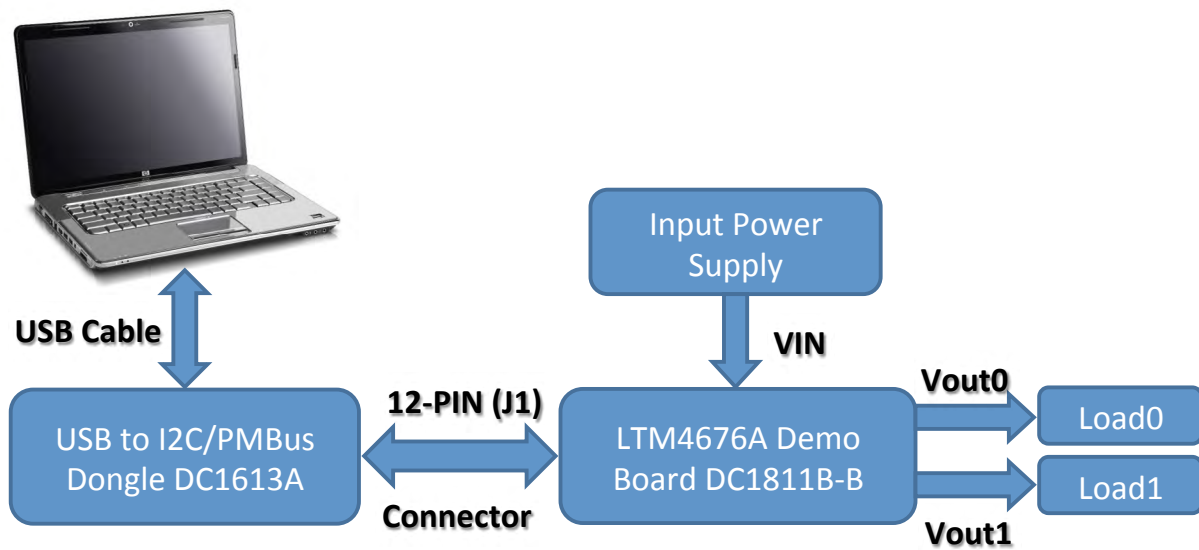 Input Power
Supply
USB Cable
VIN
12-PIN (J1)
Vout0
USB to I2C/PMBus
Dongle DC1613A
LTM4676A Demo
Board DC1811B-B
Load0
Load1
Connector
Vout1